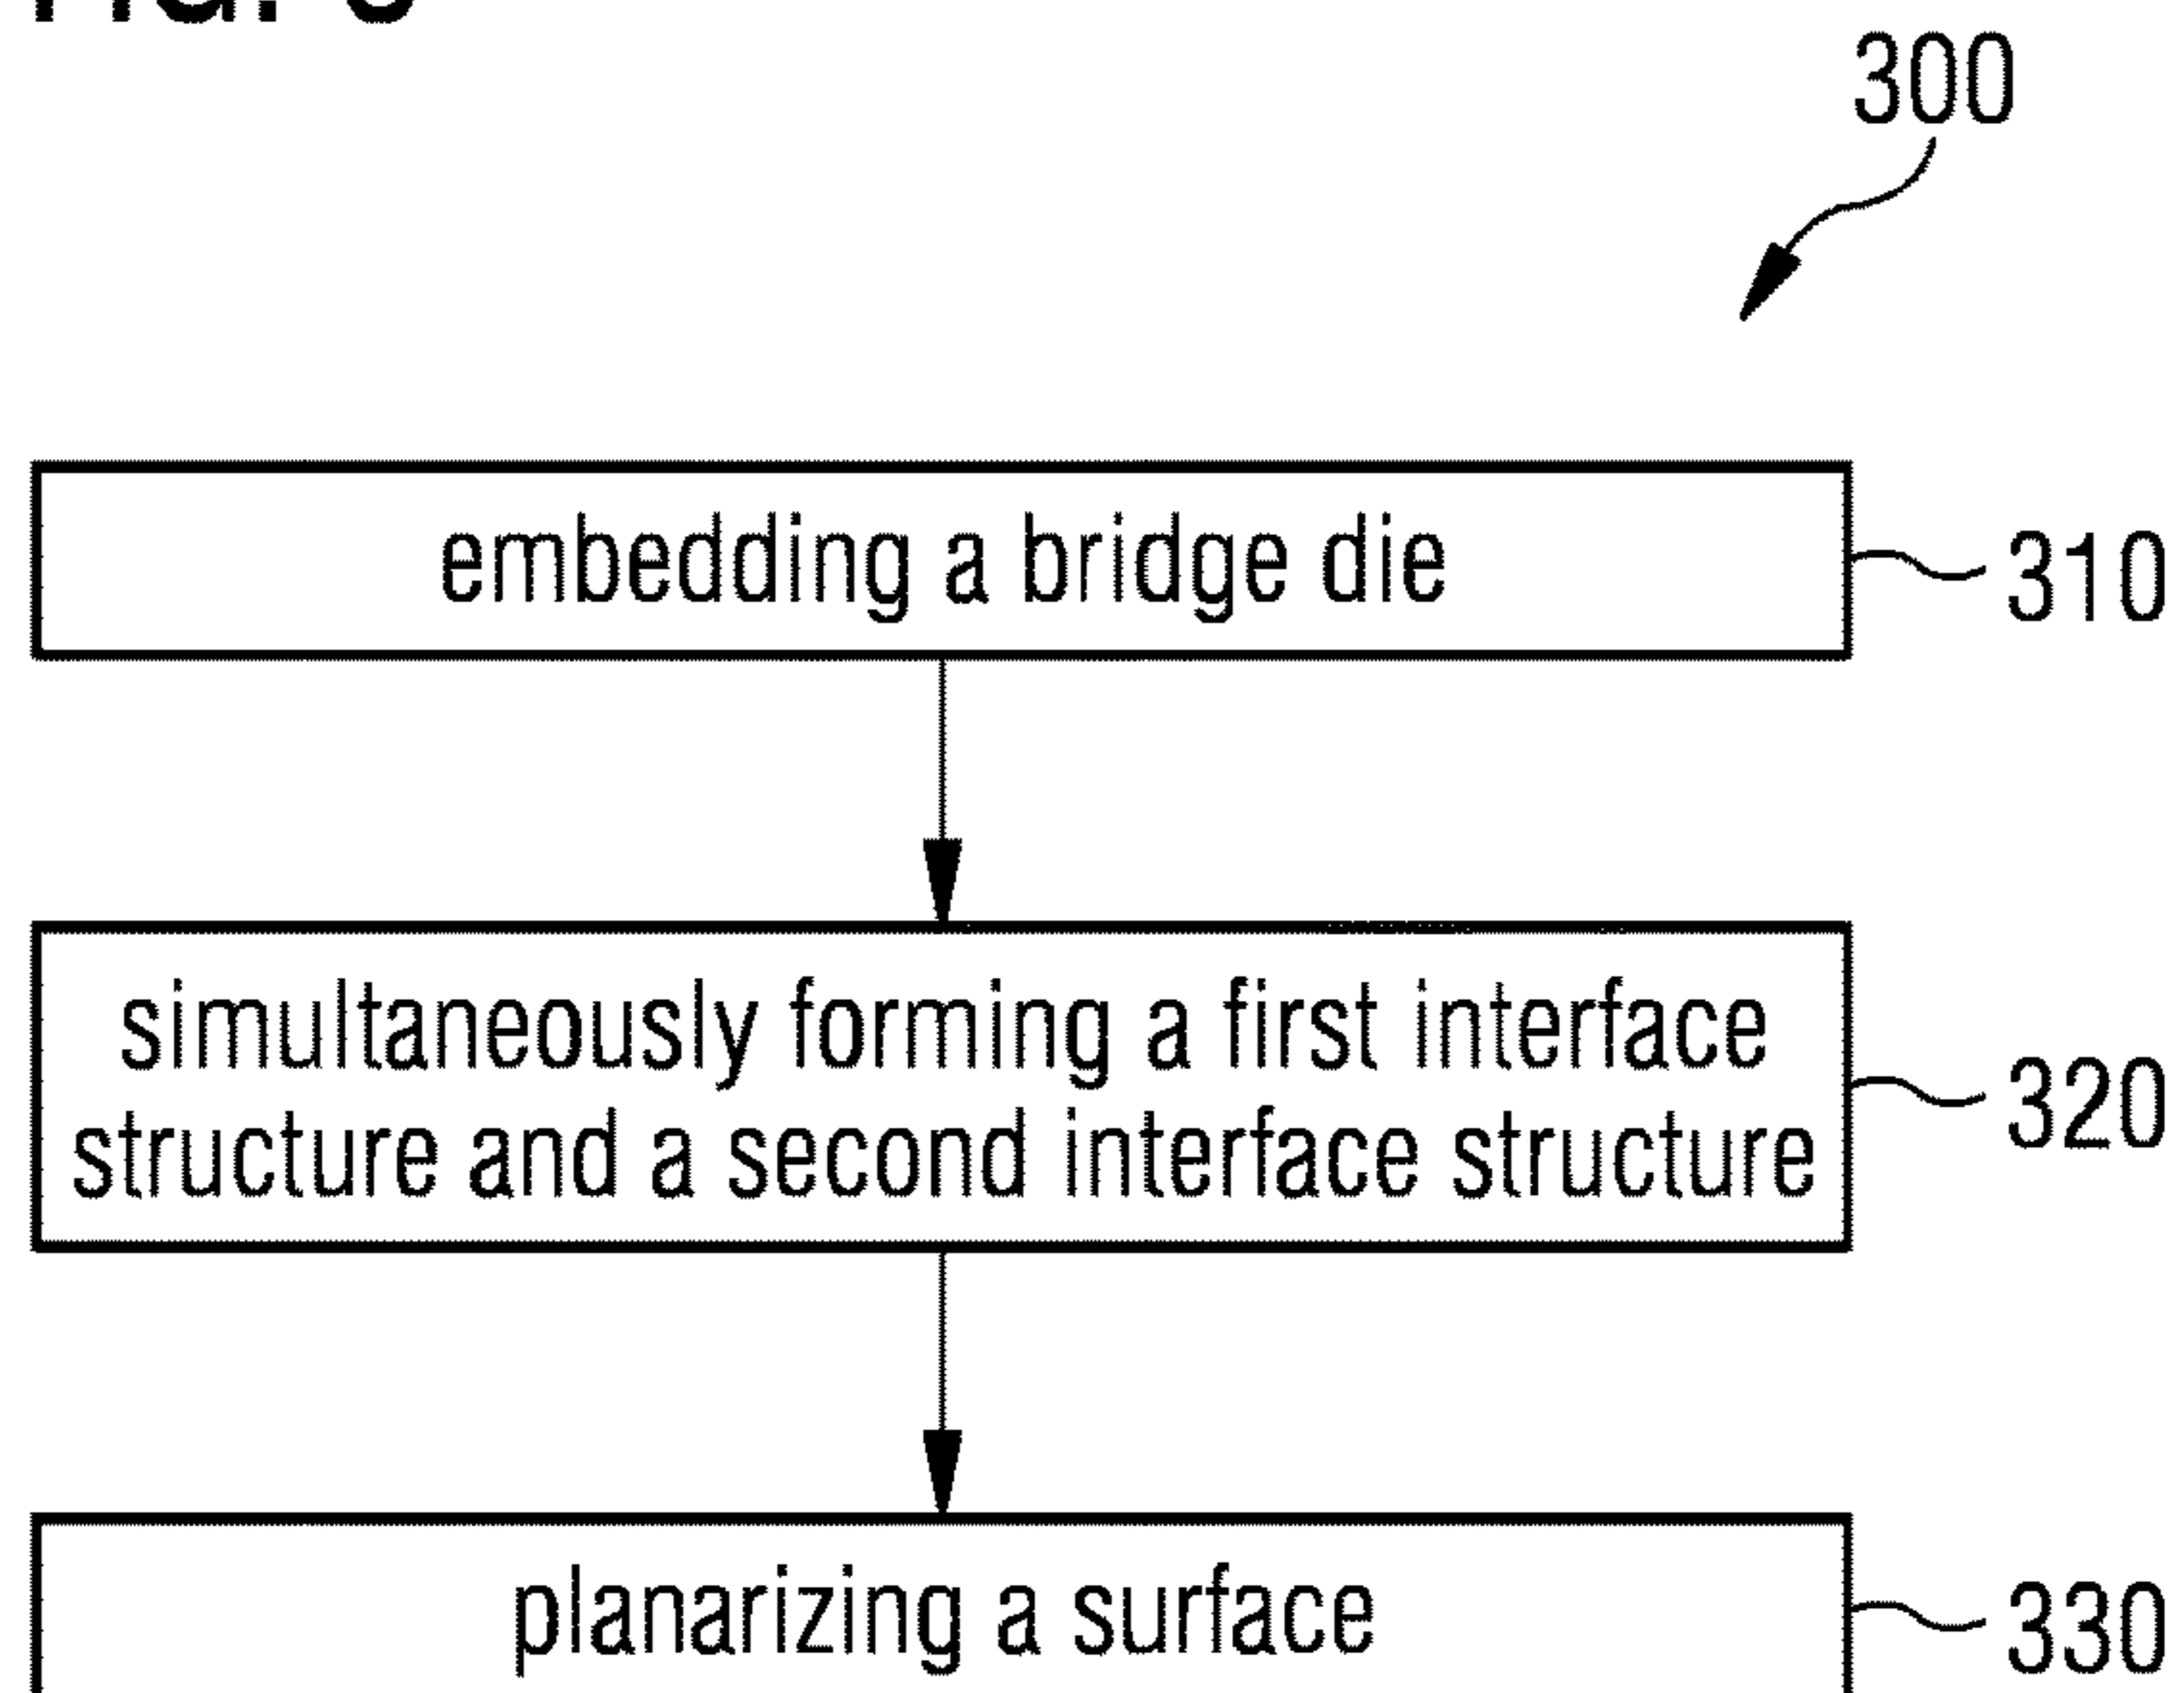 300
embedding a bridge die
310
simultaneously forming a first interface
structure and a second interface structure
320
planarizing a surface
330